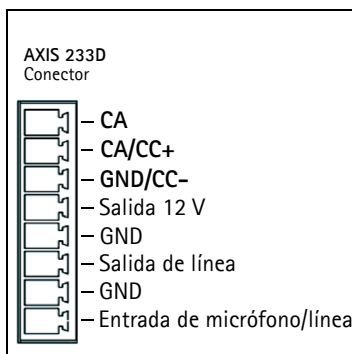 AXIS 233D
Conector
CA
CA/CC+
GND/CC-
Salida 12 V
GND
Salida de línea
GND
Entrada de micrófono/línea